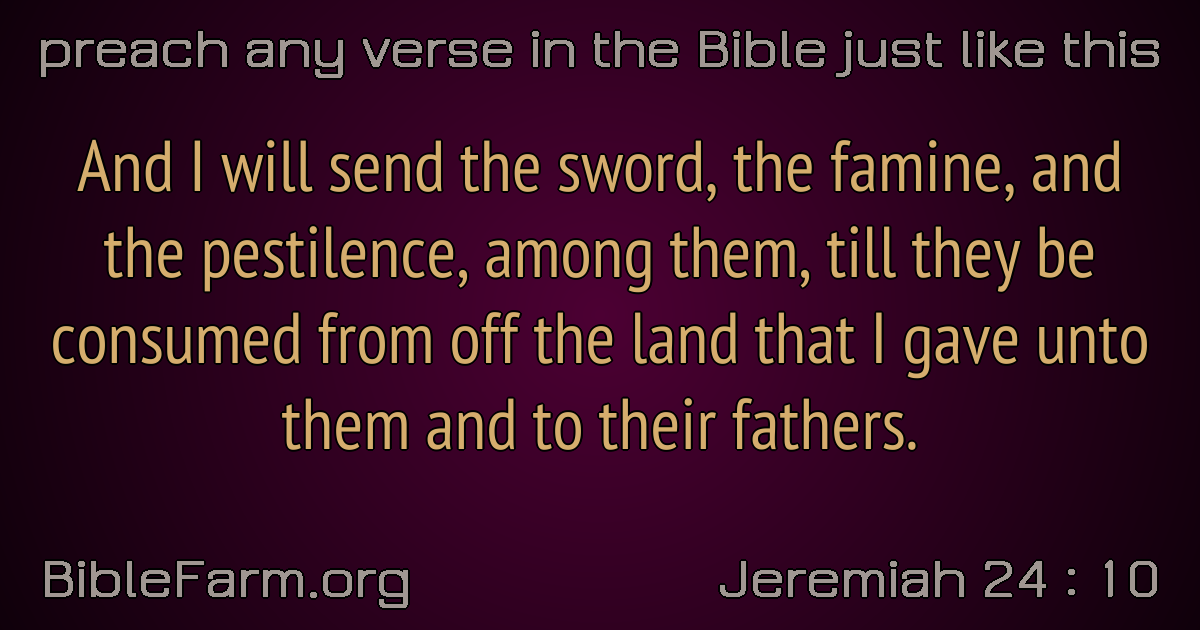 preach any verse in the Bible just like this
And I will send the sword, the famine, and
the pestilence, among them, till they be
consumed from off the land that I gave unto
them and to their fathers.
BibleFarm.org
Jeremiah 24 : 10